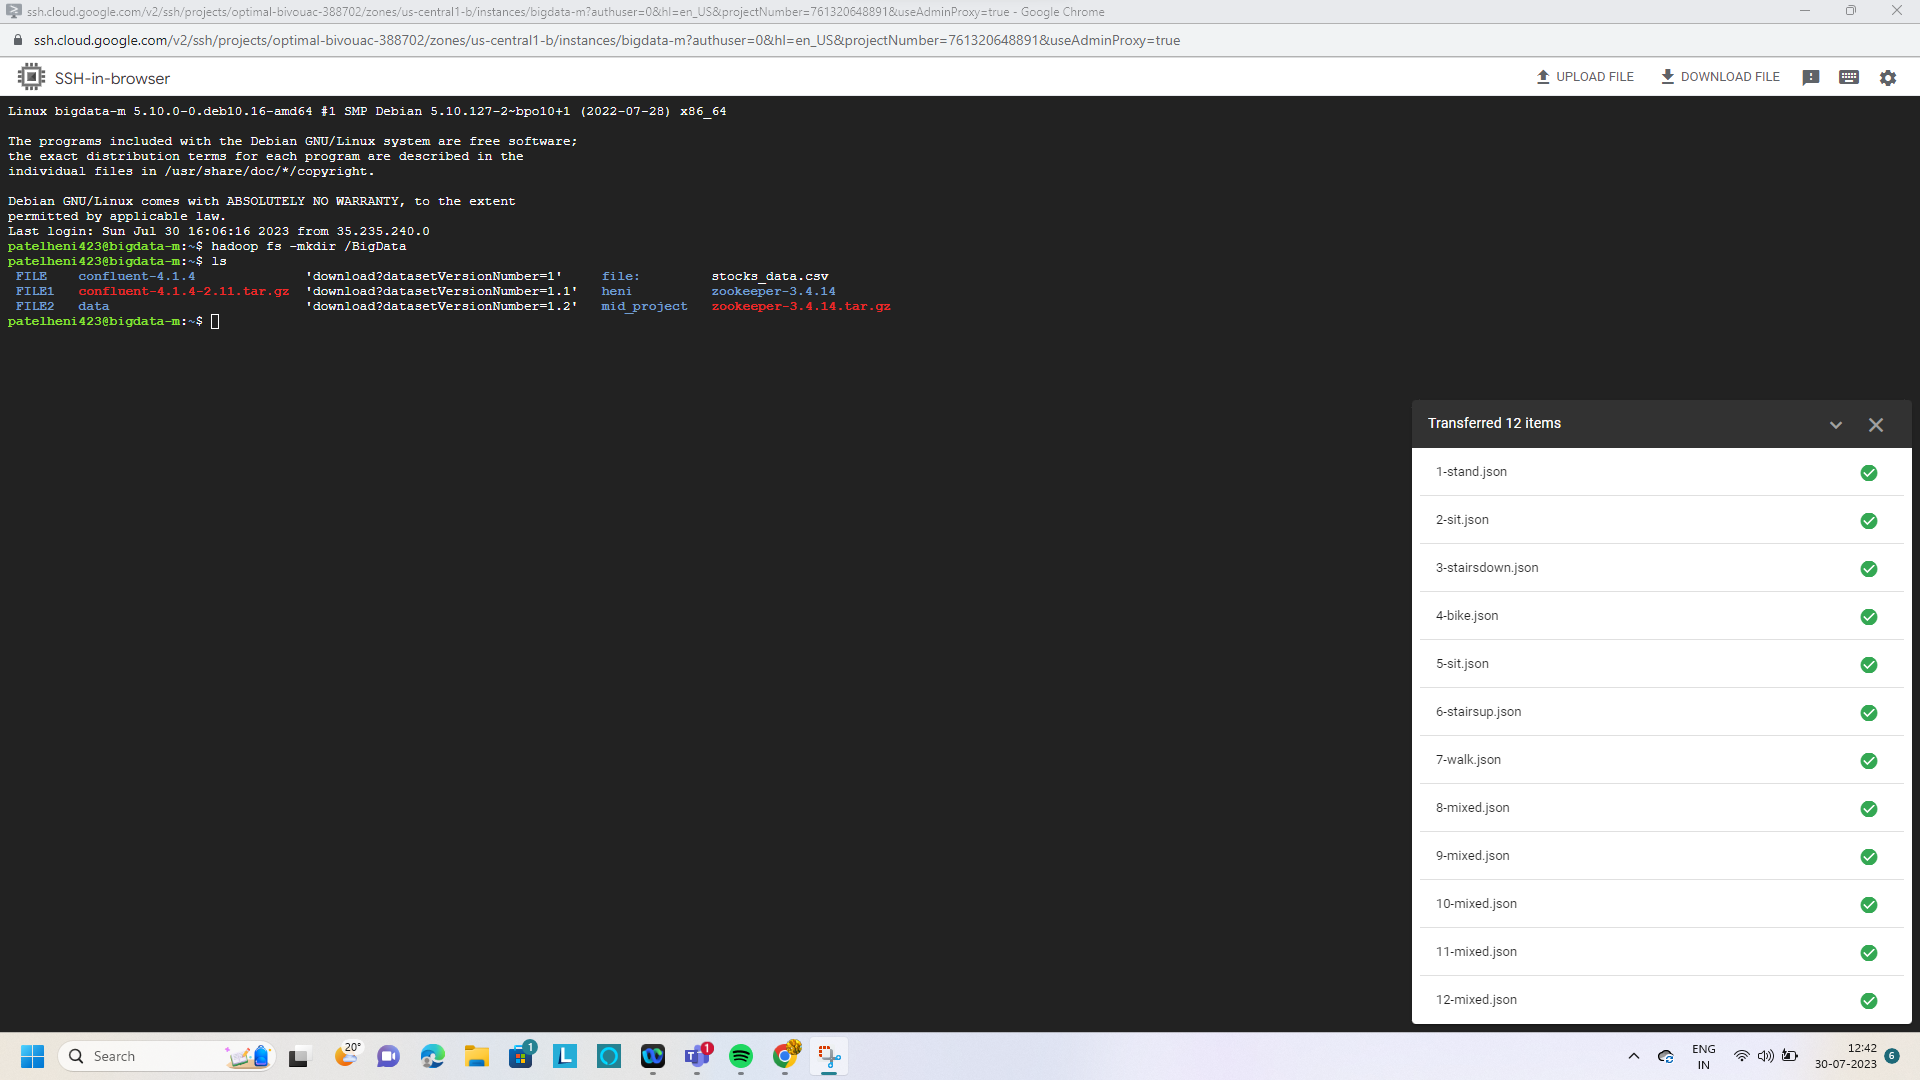 ssh.cloud.google.com/v2/ssh/projects/optimal-bivouac-388702/zones/us-central1-b/instances/bigdata-m?authuser=0&hl=en_US&projectNumber=761320648891&useAdminProxy=true - Google Chrome
ssh.cloud.google.com/v2/ssh/projects/optimal-bivouac-388702/zones/us-central1-b/instances/bigdata-m?authuser=0&hl=en_US&projectNumber=761320648891&useAdminProxy=true
SSH-in-browser UPLOAD FILE DOWNLOAD FILE
Linux bigdata-m 5.10.0-0.deb10.16-amd64 #1 SMP Debian 5.10.127-2~bpo10+1 (2022-07-28) x86_64
The programs included with the Debian GNU/Linux system are free software;
the exact distribution terms for each program are described in the
individual files in /usr/share/doc/*/copyright.
Debian GNU/Linux comes with ABSOLUTELY NO WARRANTY, to the extent
permitted by applicable law.
Last login: Sun Jul 30 16:06:16 2023 from 35.235.240.0
patelheni423@bigdata-m:~$ hadoop fs -mkdir /BigData
patelheni423@bigdata-m:~$ ls
FILE confluent-4.1.4 'download?datasetVersionNumber=1' file: stocks_data.csv
FILE1 confluent-4.1.4-2.11.tar.gz 'download?datasetVersionNumber=1.1' heni zookeeper-3.4.14
FILE2 data 'download?datasetVersionNumber=1.2' mid_project zookeeper-3.4.14.tar.gz
patelheni423@bigdata-m:~$
Transferred 12 items
1-stand.json
2-sit.json
3-stairsdown.json
4-bike.json
5-sit.json
6-stairsup.json
7-walk.json
8-mixed.json
9-mixed.json
10-mixed.json
11-mixed.json
12-mixed.json
Search 20° 1 L 1 ENG 12:42 6
IN 30-07-2023